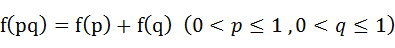 f(pq) = f(p) + f(q) (0 < p ≤ 1 ,0 < q ≤ 1)